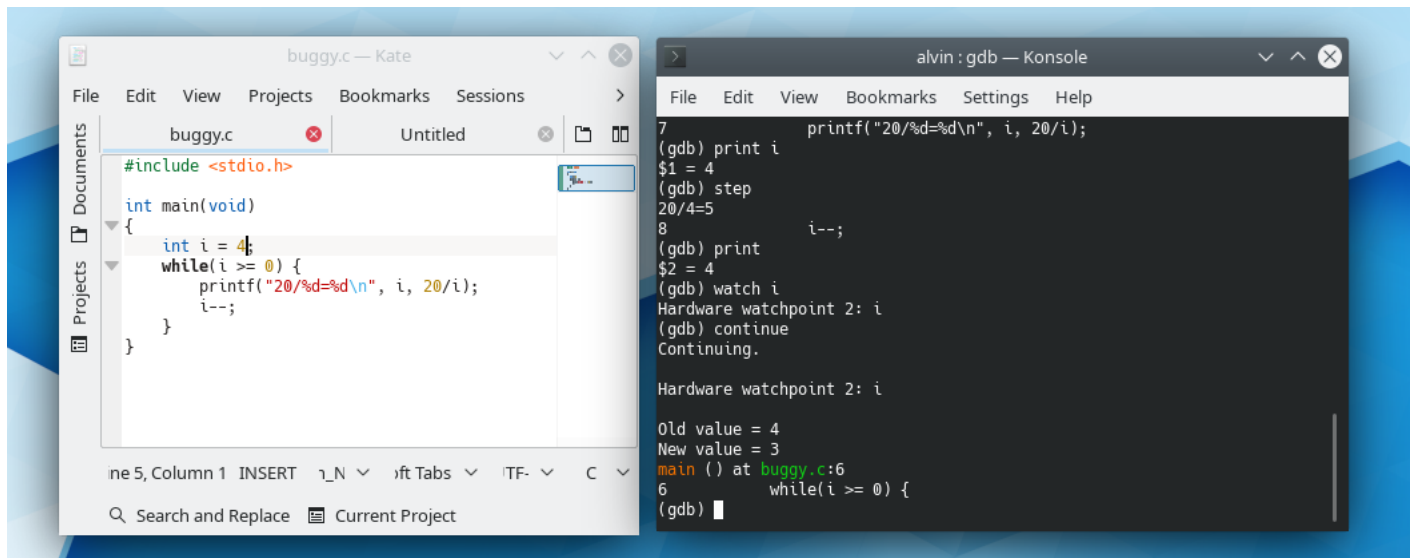 buggy.c — Kate
File Edit View Projects Bookmarks Sessions
Documents
Projects
buggy.c Untitled
#include <stdio.h>
int main(void)
{
int i = 4;
while(i >= 0) {
printf("20/%d=%d\n", i, 20/i);
i--;
}
}
ine 5, Column 1 INSERT _N ft Tabs TF- C
Search and Replace Current Project
alvin : gdb — Konsole
File Edit View Bookmarks Settings Help
7 printf("20/%d=%d\n", i, 20/i);
(gdb) print i
$1 = 4
(gdb) step
20/4=5
8 i--;
(gdb) print
$2 = 4
(gdb) watch i
Hardware watchpoint 2: i
(gdb) continue
Continuing.
Hardware watchpoint 2: i
Old value = 4
New value = 3
main () at buggy.c:6
6 while(i >= 0) {
(gdb)